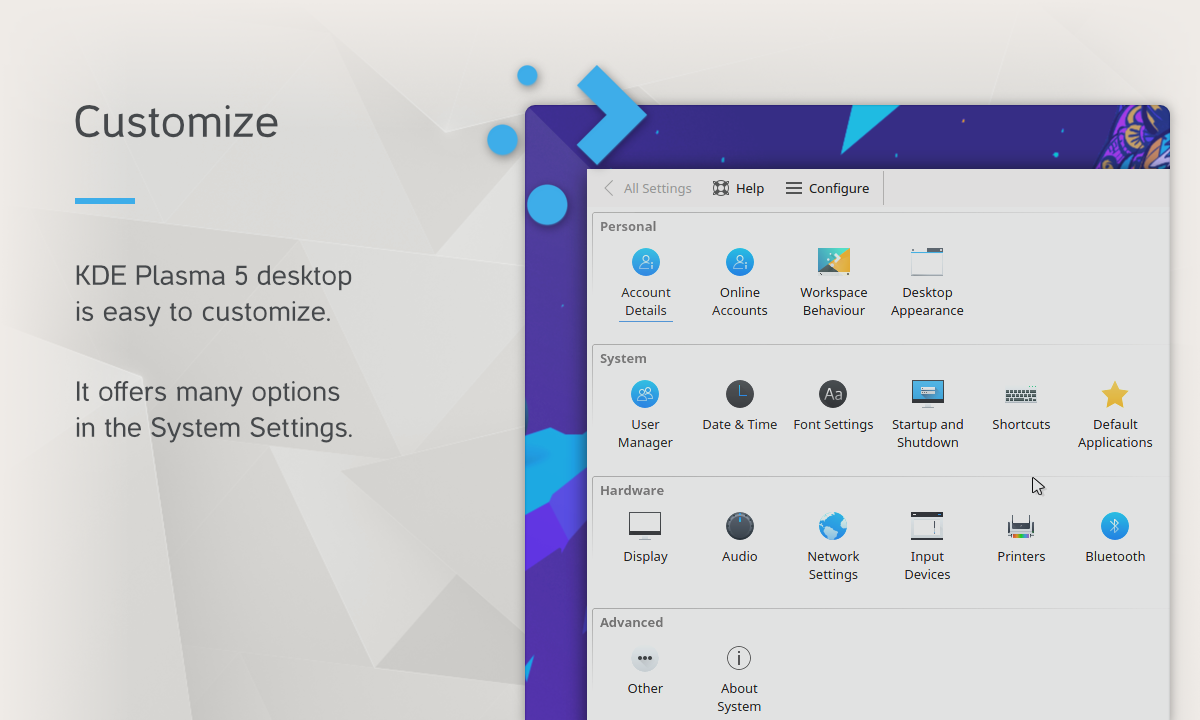 Customize
KDE Plasma 5 desktop
is easy to customize.
It offers many options
in the System Settings.
All Settings
Help
Configure
Personal
Account
Details
Online
Accounts
Workspace
Behaviour
Desktop
Appearance
System
User
Manager
Date & Time
Aa
Font Settings
Startup and
Shutdown
Shortcuts
Default
Applications
Hardware
Display
Audio
Network
Settings
Input
Devices
Printers
Bluetooth
Advanced
Other
About
System